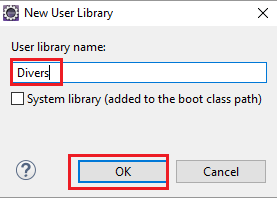 New User Library
User library name:
Divers
System library (added to the boot class path)
?
OK
Cancel